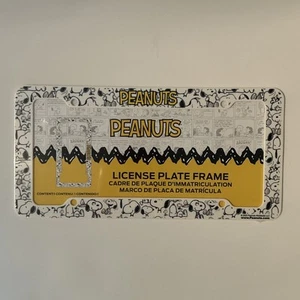 PEANUTS
PEANUTS
LICENSE PLATE FRAME
CADRE DE PLAQUE D'IMMATRICULATION
MARCO DE PLACA DE MATRÍCULA